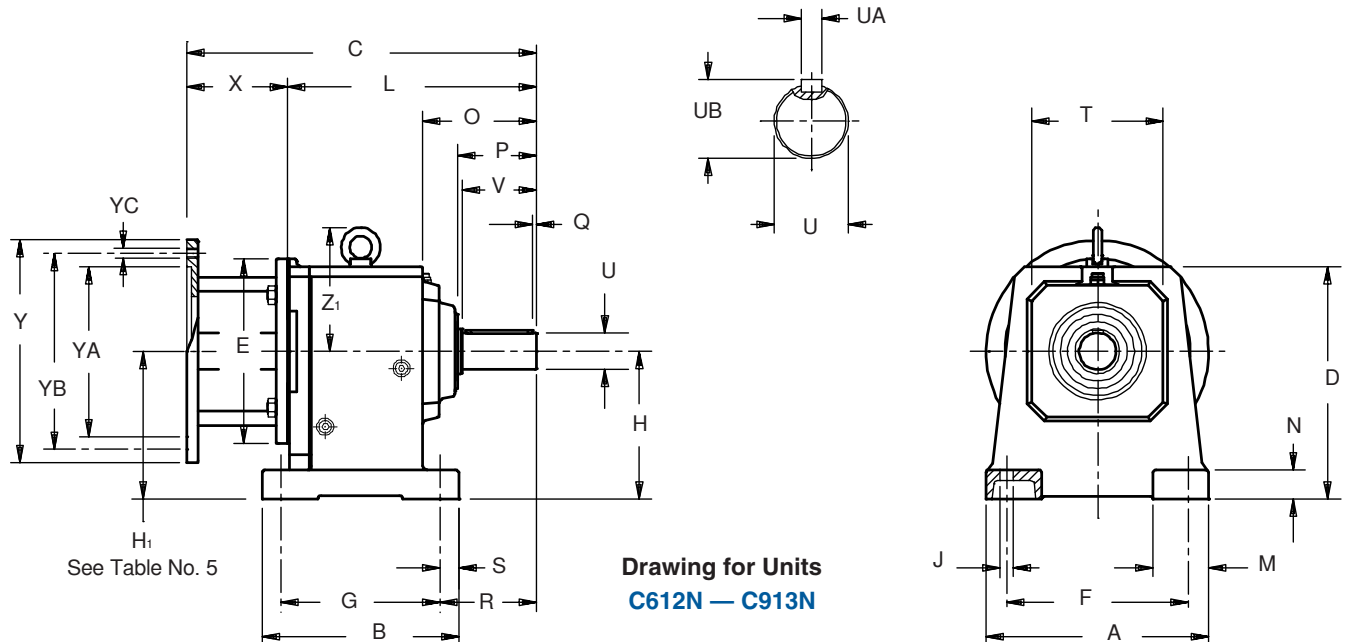 C
UA
X
L
O
UB
T
P
V
YC
Q
U
U
Y
Z1
YA
E
YB
D
H
N
H1
See Table No. 5
S
Drawing for Units
J
M
C612N — C913N
G
R
F
B
A